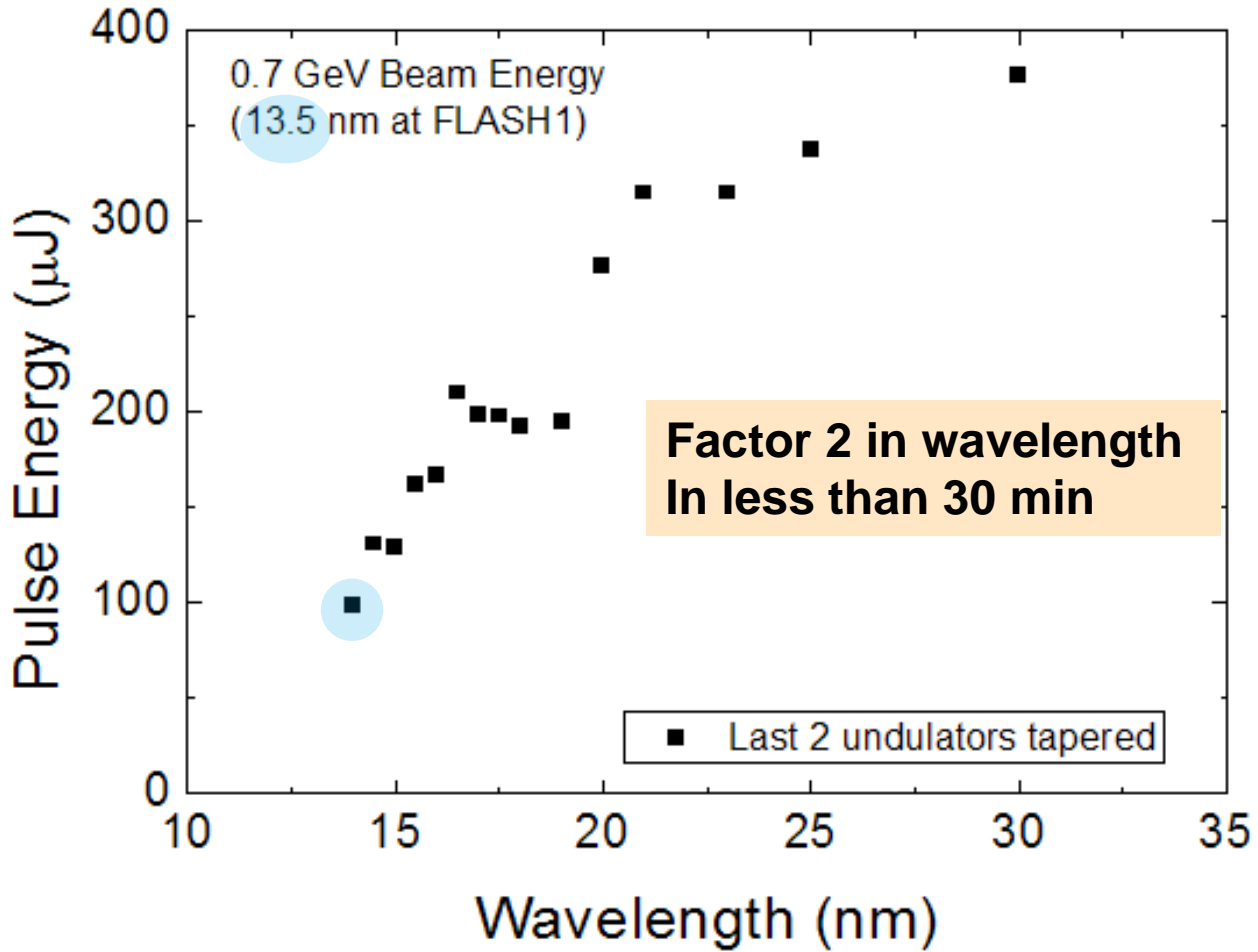 400
300
200
100
0
Pulse Energy (μJ)
0.7 GeV Beam Energy
(13.5 nm at FLASH1)
Factor 2 in wavelength
In less than 30 min
Last 2 undulators tapered
10 15 20 25 30 35
Wavelength (nm)